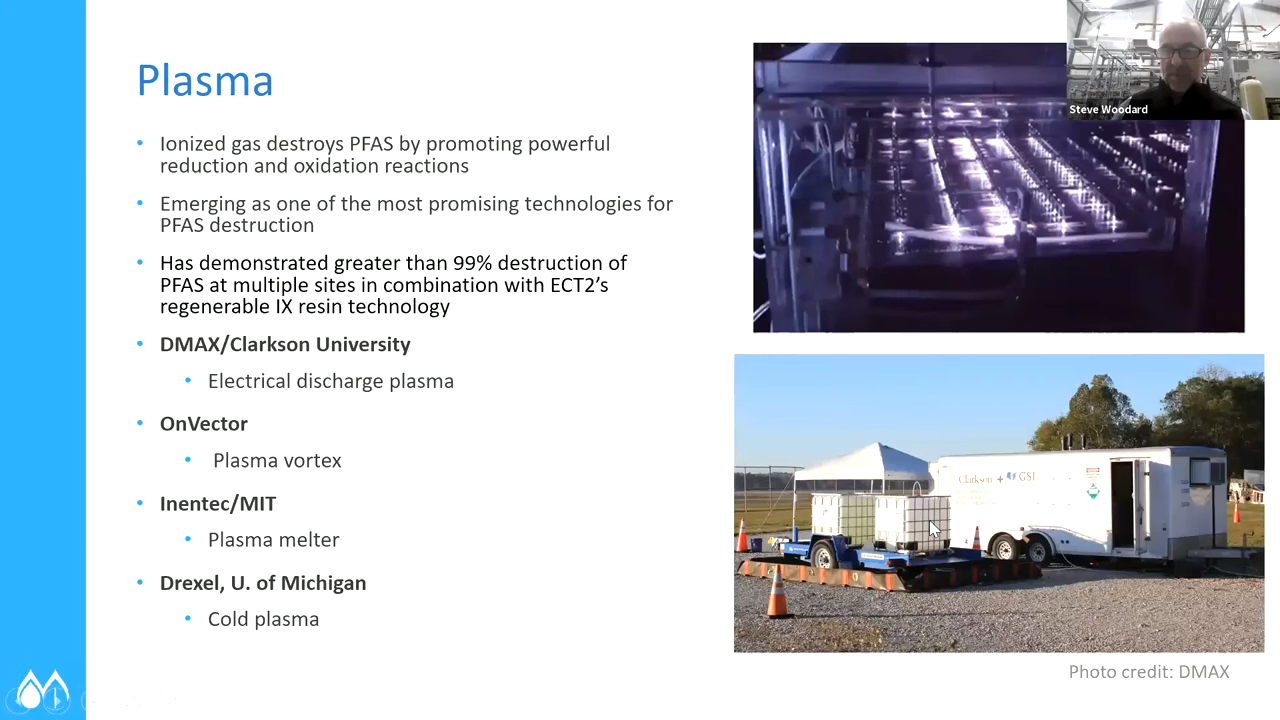 Plasma
Steve Woodard
• Ionized gas destroys PFAS by promoting powerful
reduction and oxidation reactions
• Emerging as one of the most promising technologies for
PFAS destruction
• Has demonstrated greater than 99% destruction of
PFAS at multiple sites in combination with ECT2’s
regenerable IX resin technology
• DMAX/Clarkson University
• Electrical discharge plasma
• OnVector
• Plasma vortex
• Inentec/MIT
• Plasma melter
• Drexel, U. of Michigan
• Cold plasma
Clarkson + GSI
Photo credit: DMAX